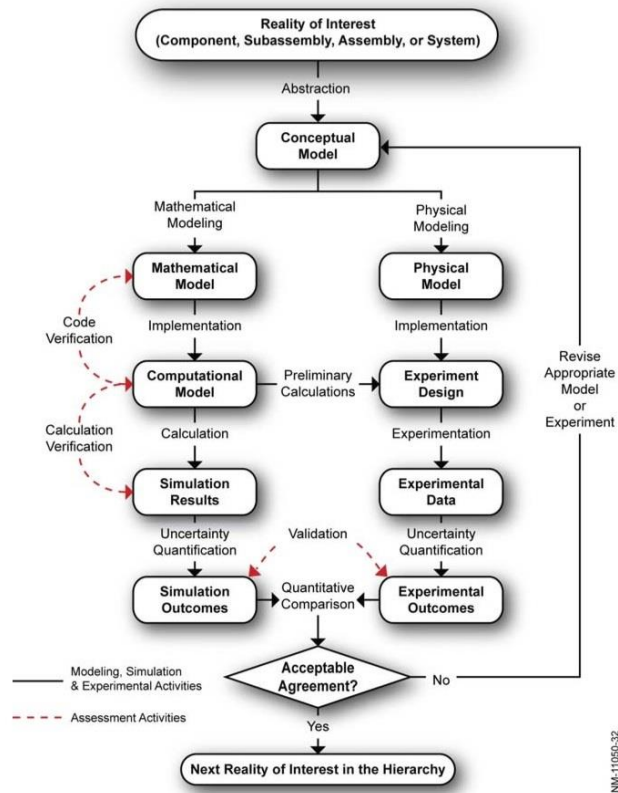 Reality of Interest
(Component, Subassembly, Assembly, or System)
Abstraction
Conceptual
Model
Mathematical
Modeling
Physical
Modeling
Mathematical
Model
Physical
Model
Code
Verification
Implementation
Implementation
Computational
Model
Preliminary
Calculations
Experiment
Design
Revise
Appropriate
Model
or
Experiment
Calculation
Verification
Calculation
Experimentation
Simulation
Results
Experimental
Data
Uncertainty
Quantification
Validation
Uncertainty
Quantification
Simulation
Outcomes
Quantitative
Comparison
Experimental
Outcomes
Modeling, Simulation
& Experimental Activities
Acceptable
Agreement?
No
Assessment Activities
Yes
Next Reality of Interest in the Hierarchy
NM-11050-32